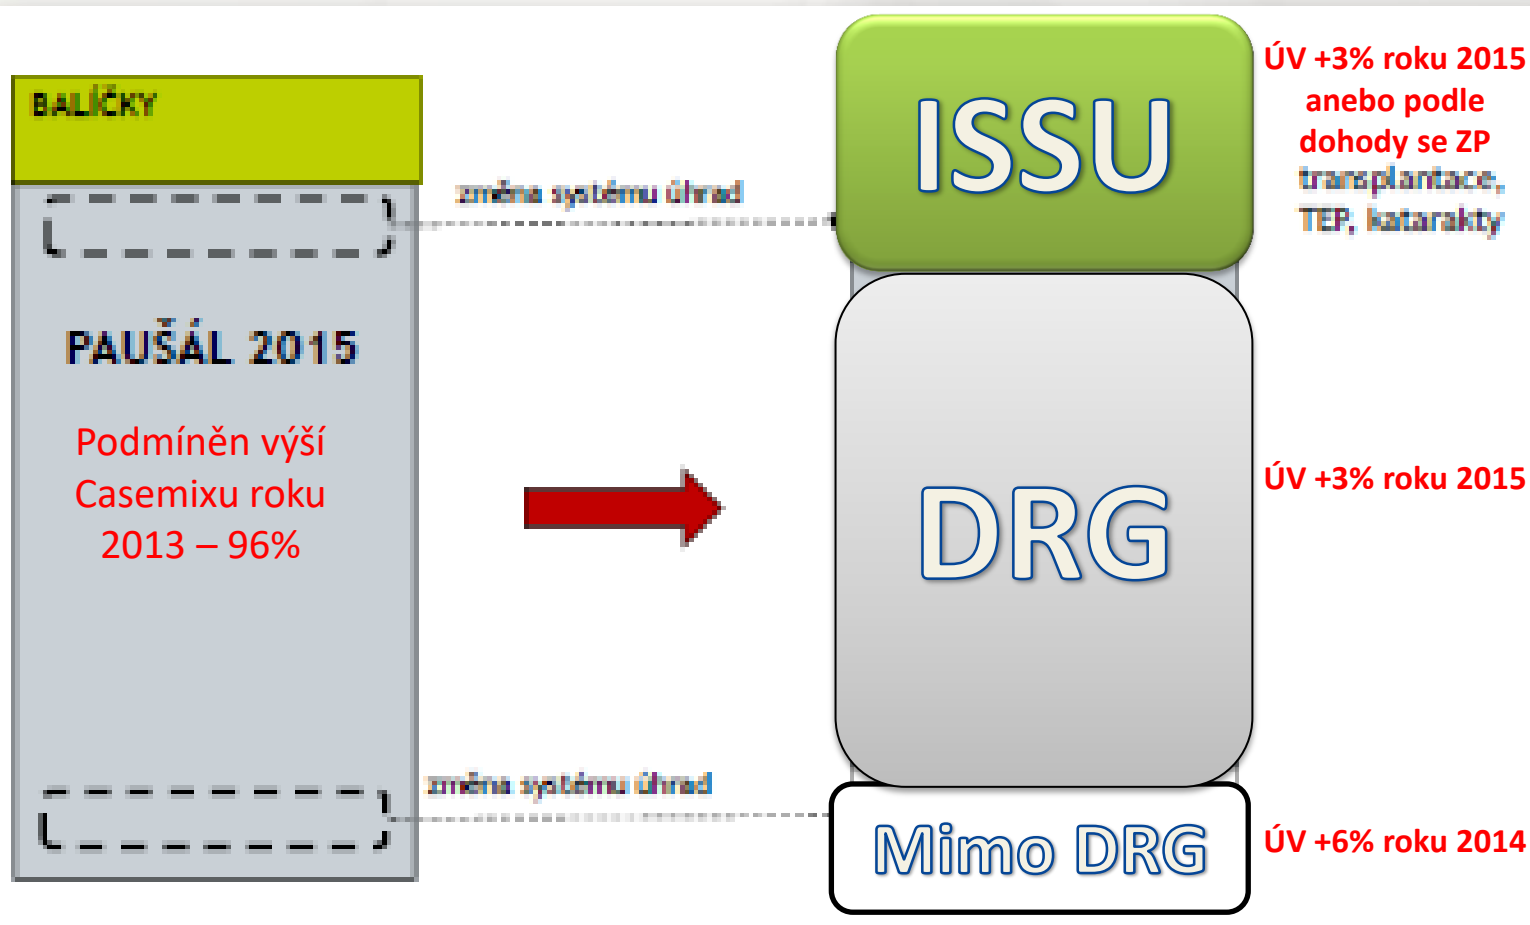 BALÍČKY
PAUŠÁL 2015
Podmíněn výší
Casemixu roku
2013 – 96%
změna systému úhrad
změna systému úhrad
ISSU
DRG
Mimo DRG
ÚV +3% roku 2015
anebo podle
dohody se ZP
transplantace,
TEP, katarakty
ÚV +3% roku 2015
ÚV +6% roku 2014